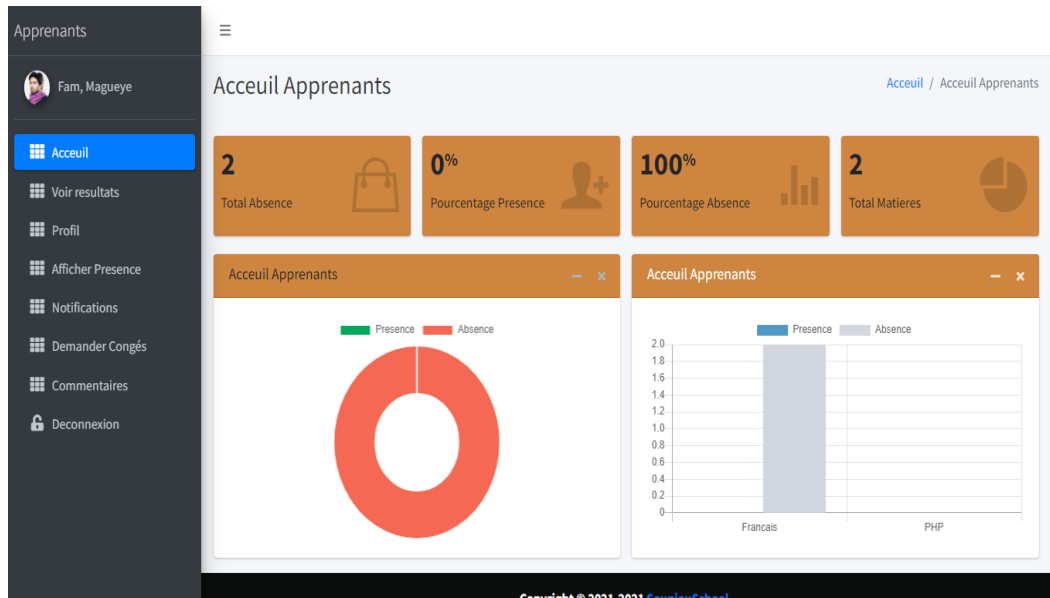 Apprenants
Fam, Magueye
Acceuil
Voir resultats
Profil
Afficher Presence
Notifications
Demander Congés
Commentaires
Deconnexion
Acceuil Apprenants
Acceuil / Acceuil Apprenants
2
Total Absence
0%
Pourcentage Presence
100%
Pourcentage Absence
2
Total Matieres
Acceuil Apprenants
Presence Absence
Acceuil Apprenants
Presence Absence
2.0
1.8
1.6
1.4
1.2
1.0
0.8
0.6
0.4
0.2
0
Francais PHP
Copyright © 2021-2021